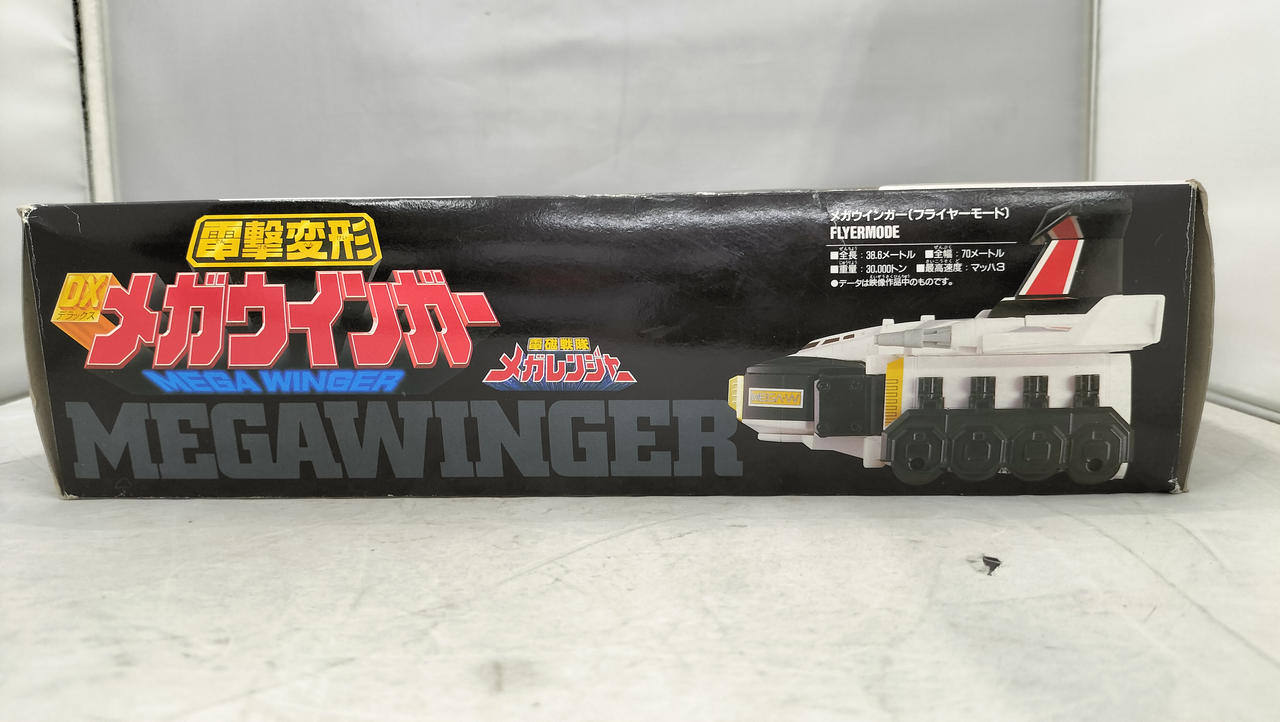 電撃変形
DX
デラックス
メガウインガー
MEGA WINGER
電磁戦隊
メガレンジャー
MEGAWINGER
メガウインガー〔フライヤーモード〕
FLYERMODE
■全長：38.6メートル ■全幅：70メートル
■重量：30,000トン ■最高速度：マッハ3
●データは映像作品中のものです。